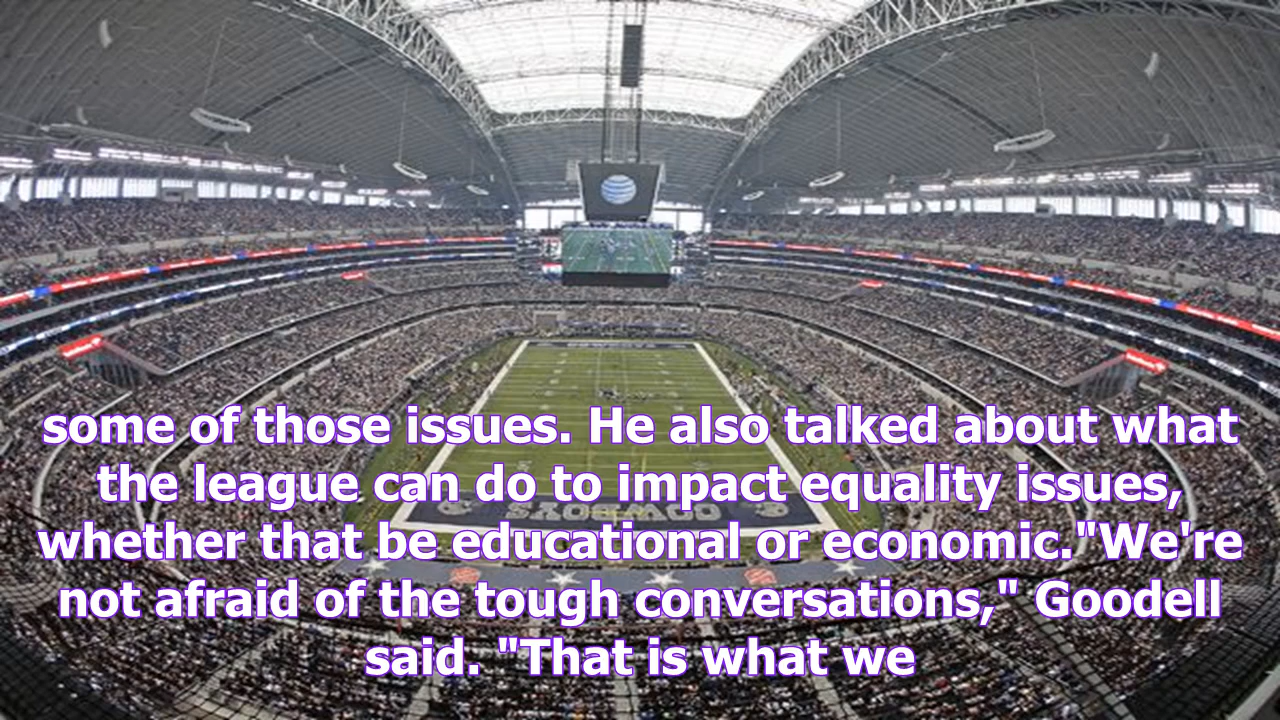 COWBOYS
some of those issues. He also talked about what
the league can do to impact equality issues,
whether that be educational or economic."We're
not afraid of the tough conversations," Goodell
said. "That is what we